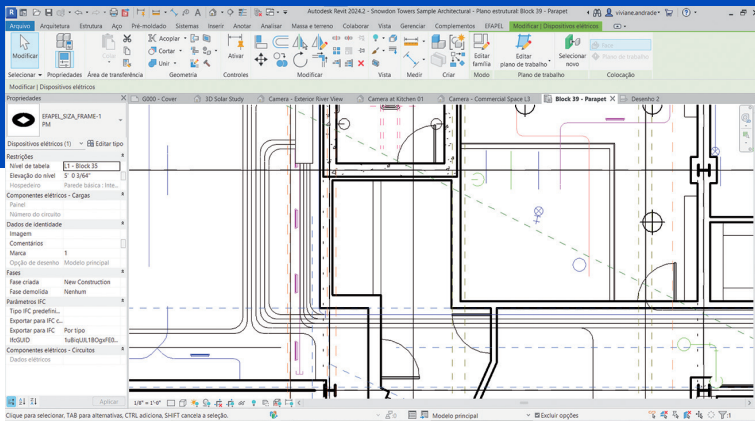 Autodesk Revit 2024.2 - Snowdon Towers Sample Architectural - Plano estrutural: Block 39 - Parapet
viviane.andrade
Arquivo Arquitetura Estrutura Aço Pré-moldado Sistemas Inserir Anotar Analisar Massa e terreno Colaborar Vista Gerenciar Complementos EFAPEL Modificar | Dispositivos elétricos
Modificar
Colar
Acoplar
Cortar
Unir
Ativar
Editar família
Editar plano de trabalho
Selecionar novo
Face
Plano de trabalho
Selecionar Propriedades Área de transferência Geometria Controles Modificar Vista Medir Criar Modo Plano de trabalho Colocação
Modificar | Dispositivos elétricos
Propriedades
G000 - Cover 3D Solar Study Camera - Exterior River View Camera at Kitchen 01 Camera - Commercial Space L3 Block 39 - Parapet Desenho 2
EFAPEL_SIZA_FRAME-1
PM
Dispositivos elétricos (1) Editar tipo
Restrições
Nível de tabela L1 - Block 35
Elevação do nível 5' 0 3/64"
Hospedeiro Parede básica : Inte...
Componentes elétricos - Cargas
Painel
Número do circuito
Dados de identidade
Imagem
Comentários
Marca 1
Opção de desenho Modelo principal
Fases
Fase criada New Construction
Fase demolida Nenhum
Parâmetros IFC
Tipo IFC predefini...
Exportar para IFC c...
Exportar para IFC Por tipo
IfcGUID
Componentes elétricos - Circuitos
Dados elétricos
Aplicar
1/8" = 1'-0"
Clique para selecionar, TAB para alternativas, CTRL adiciona, SHIFT cancela a seleção.
:0
Modelo principal
Excluir opções
:1